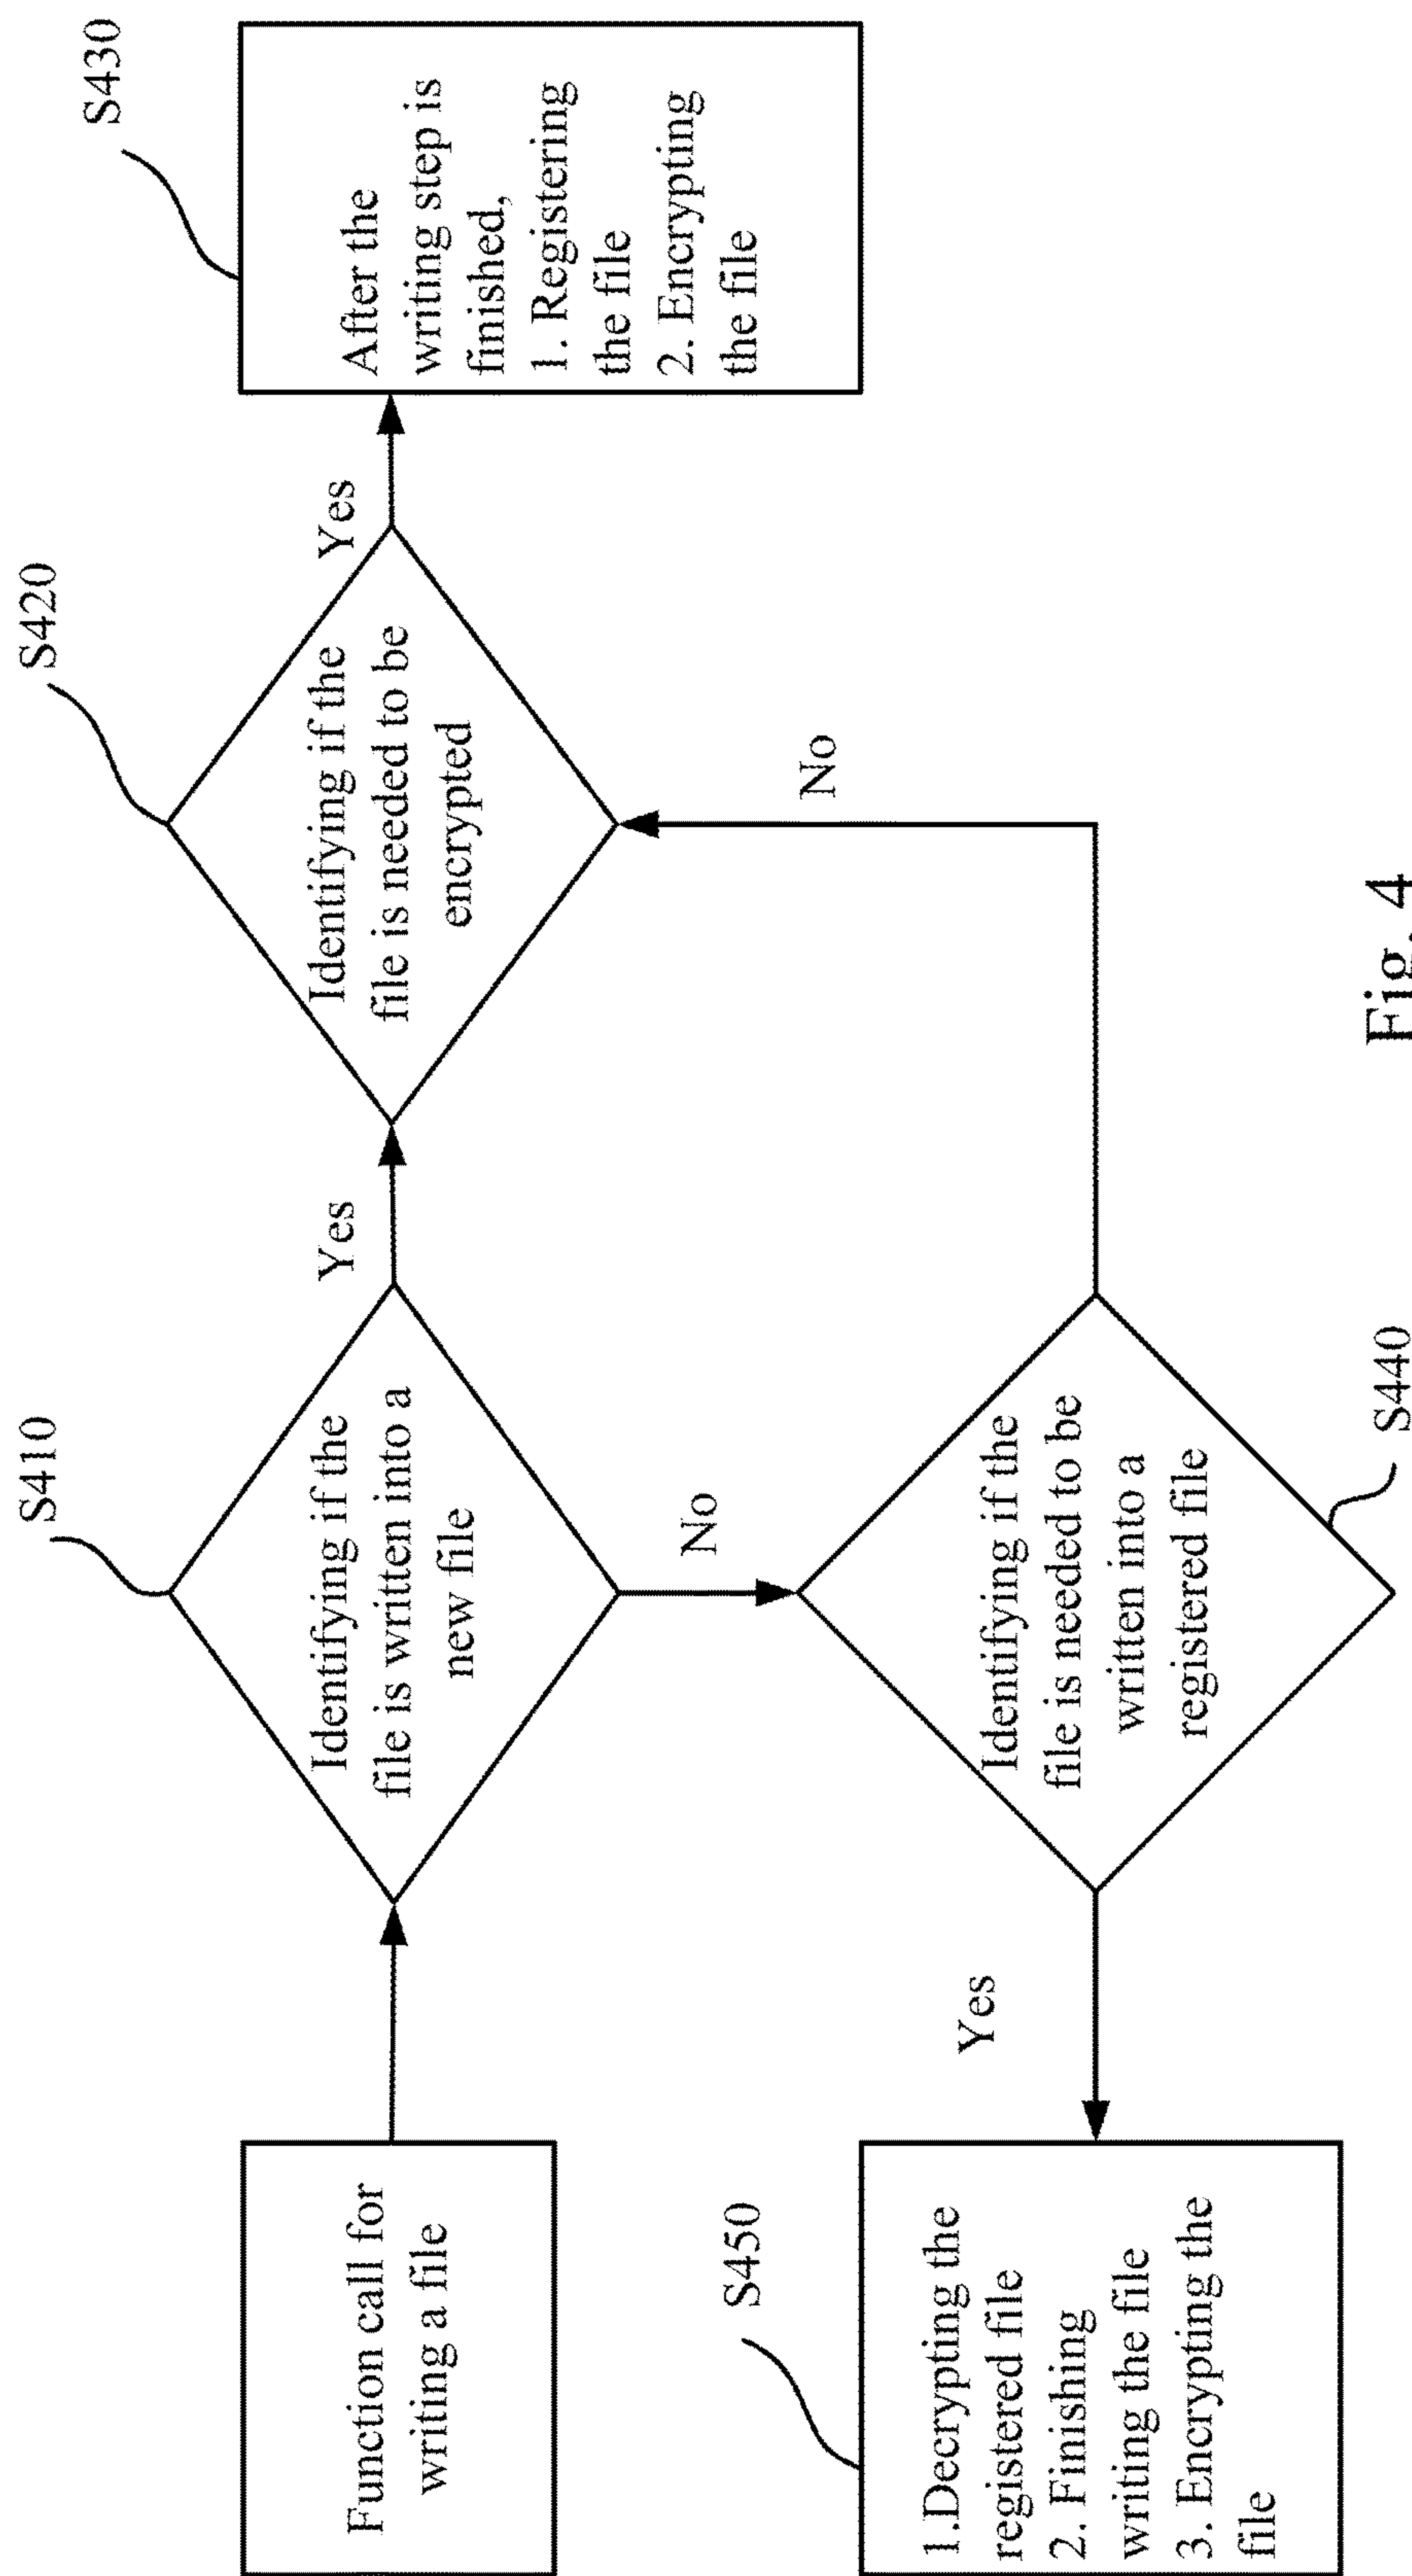 Function call for
writing a file
S410
Identifying if the
file is written into a
new file
Yes
S420
Identifying if the
file is needed to be
encrypted
Yes
S430
After the
writing step is
finished,
1. Registering
the file
2. Encrypting
the file
No
No
S450
1.Decrypting the
registered file
2. Finishing
writing the file
3. Encrypting the
file
Yes
Identifying if the
file is needed to be
written into a
registered file
S440
Fig. 4